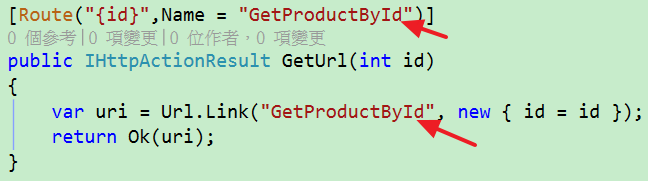 [Route("{id}",Name = "GetProductById")]
0 個參考|0 項變更|0 位作者，0 項變更
public IHttpActionResult GetUrl(int id)
{
    var uri = Url.Link("GetProductById", new { id = id });
    return Ok(uri);
}